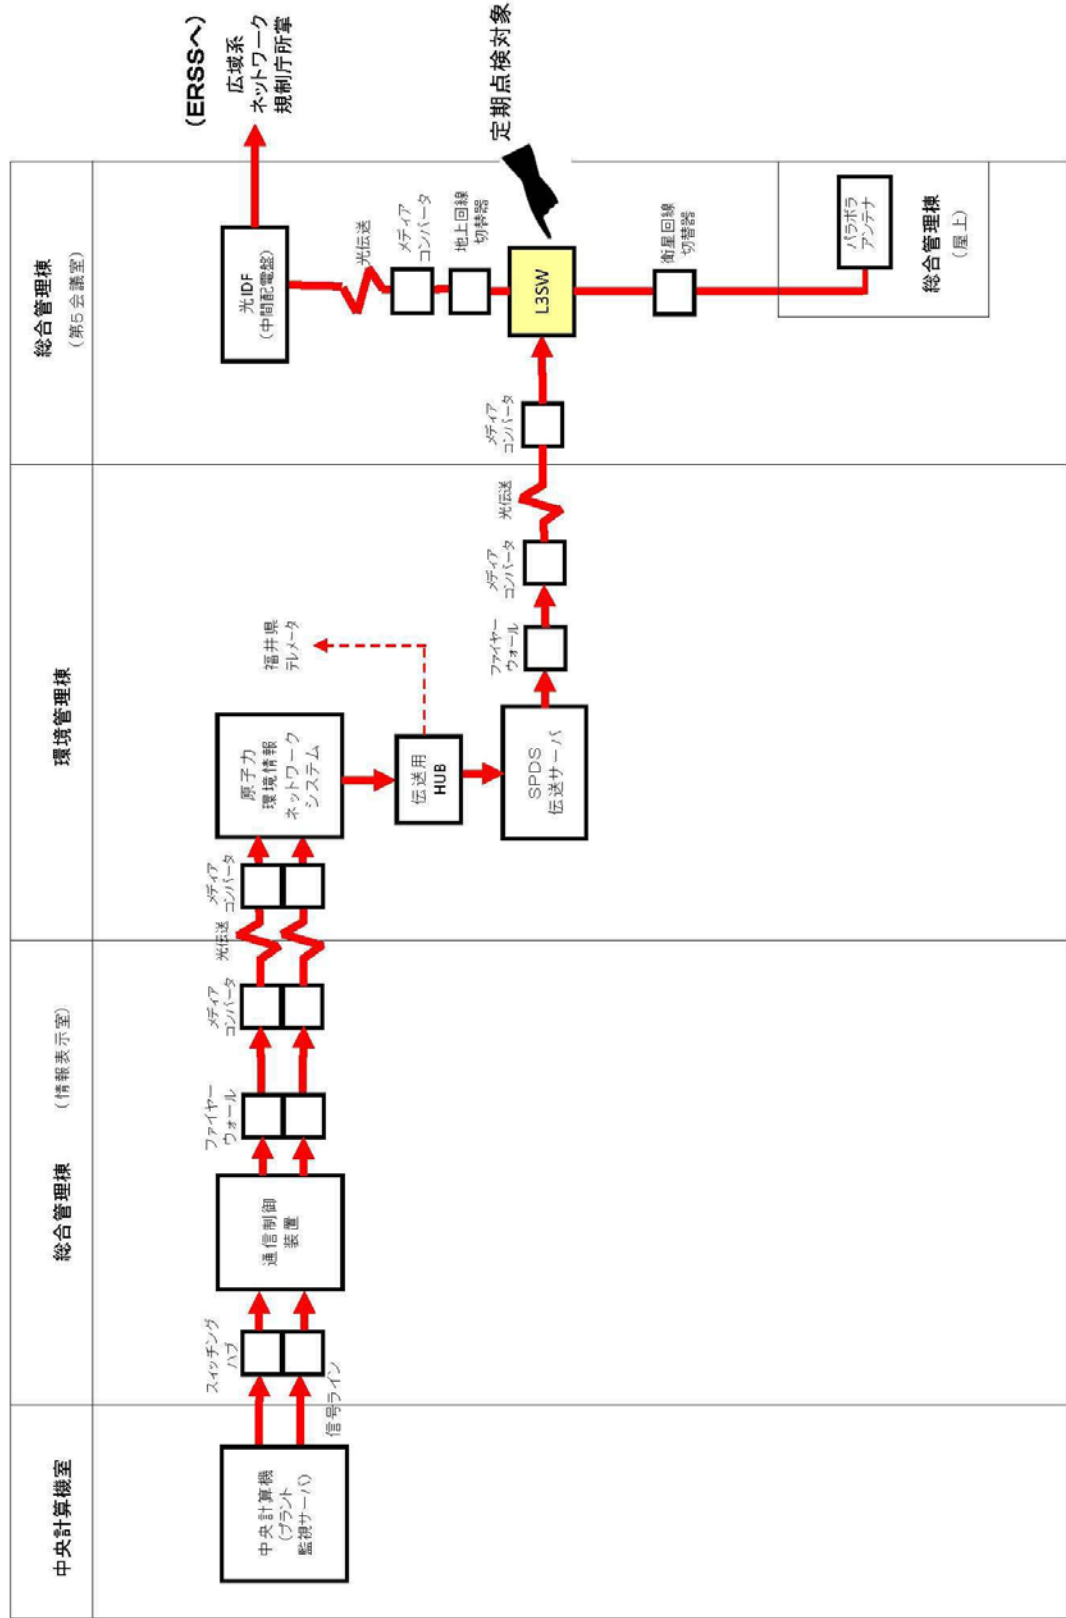 中央計算機室
総合管理棟
(情報表示室)
環境管理棟
総合管理棟
(第5会議室)
中央計算機
(プラント
監視サーバ)
信号ライン
スイッチング
ハブ
通信制御
装置
ファイヤー
ウォール
メディア
コンバータ
光伝送
メディア
コンバータ
原子力
環境情報
ネットワーク
システム
伝送用
HUB
福井県
テレメータ
SPDS
伝送サーバ
ファイヤー
ウォール
メディア
コンバータ
光伝送
メディア
コンバータ
L3SW
定期点検対象
地上回線
切替器
メディア
コンバータ
光伝送
光IDF
(中間配電盤)
(ERSSへ)
広域系
ネットワーク
規制庁所掌
衛星回線
切替器
パラボラ
アンテナ
総合管理棟
(屋上)